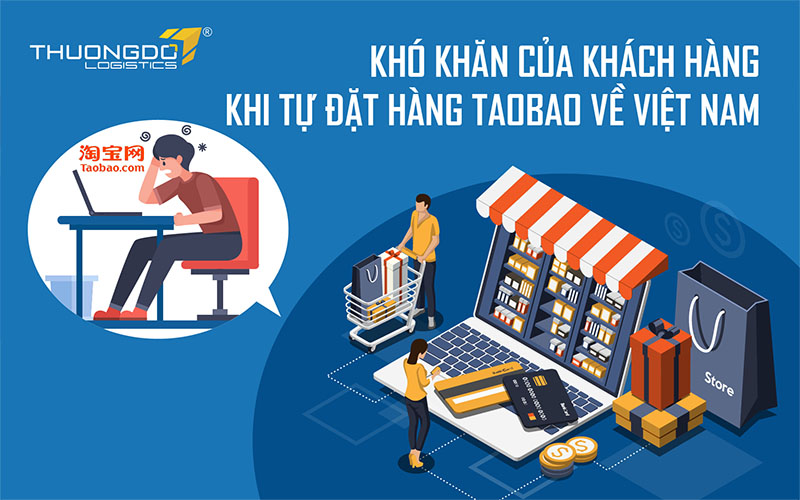 THUONGDO
LOGISTICS
®
KHÓ KHĂN CỦA KHÁCH HÀNG
KHI TỰ ĐẶT HÀNG TAOBAO VỀ VIỆT NAM
淘宝网
Taobao.com
Store